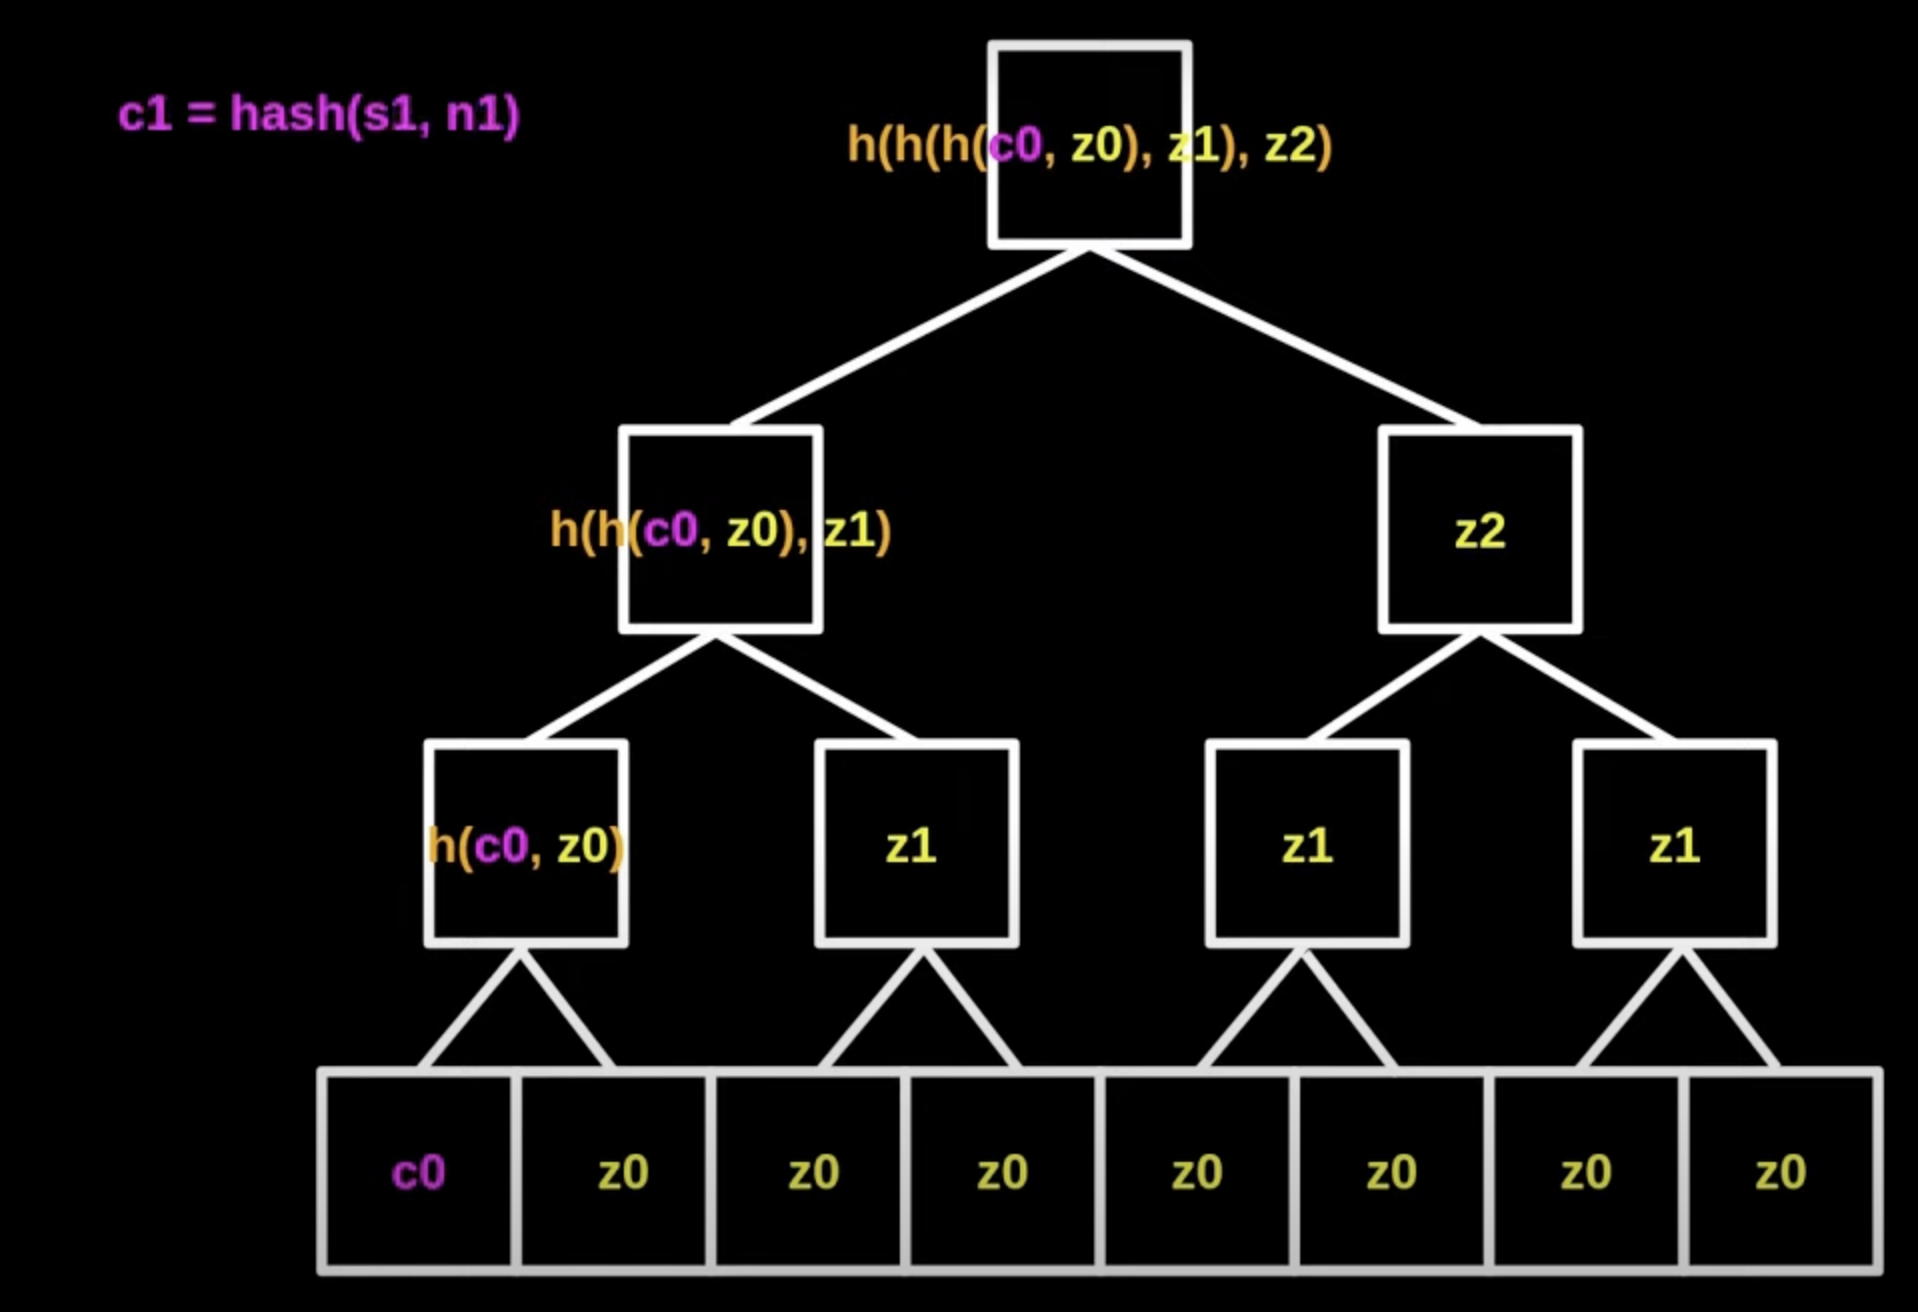 c1 = hash(s1, n1)
h(h(h(c0, z0), z1), z2)
h(h(c0, z0), z1)
z2
h(c0, z0)
z1
z1
z1
c0
z0
z0
z0
z0
z0
z0
z0